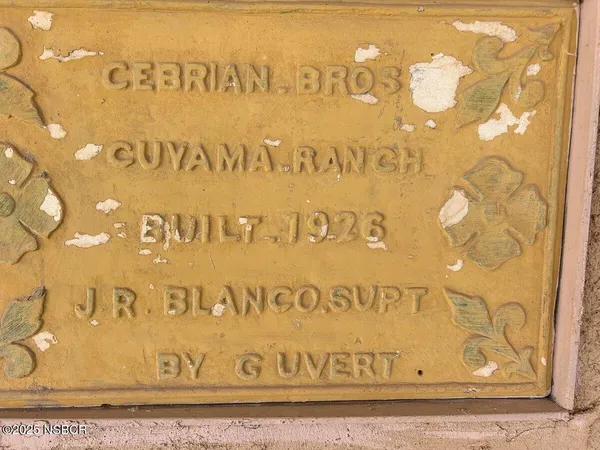 CEBRIAN BROS
CUYAMA RANCH
BUILT 1926
J.R. BLANCO.SUPT
BY G UVERT
©2025 NSBCR